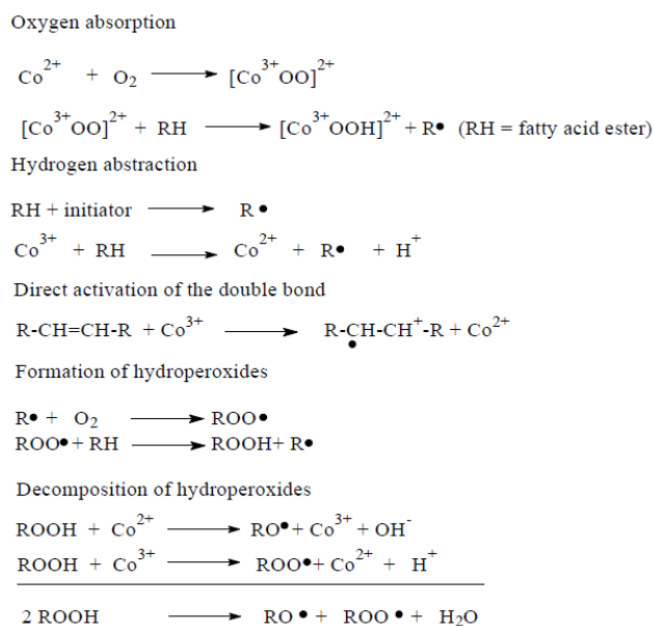 Oxygen absorption
Co²⁺ + O₂ ⟶ [Co³⁺OO]²⁺
[Co³⁺OO]²⁺ + RH ⟶ [Co³⁺OOH]²⁺ + R• (RH = fatty acid ester)
Hydrogen abstraction
RH + initiator ⟶ R•
Co³⁺ + RH ⟶ Co²⁺ + R• + H⁺
Direct activation of the double bond
R-CH=CH-R + Co³⁺ ⟶ R-ĊH-CH⁺-R + Co²⁺
Formation of hydroperoxides
R• + O₂ ⟶ ROO•
ROO• + RH ⟶ ROOH + R•
Decomposition of hydroperoxides
ROOH + Co²⁺ ⟶ RO• + Co³⁺ + OH⁻
ROOH + Co³⁺ ⟶ ROO• + Co²⁺ + H⁺
2 ROOH ⟶ RO• + ROO• + H₂O